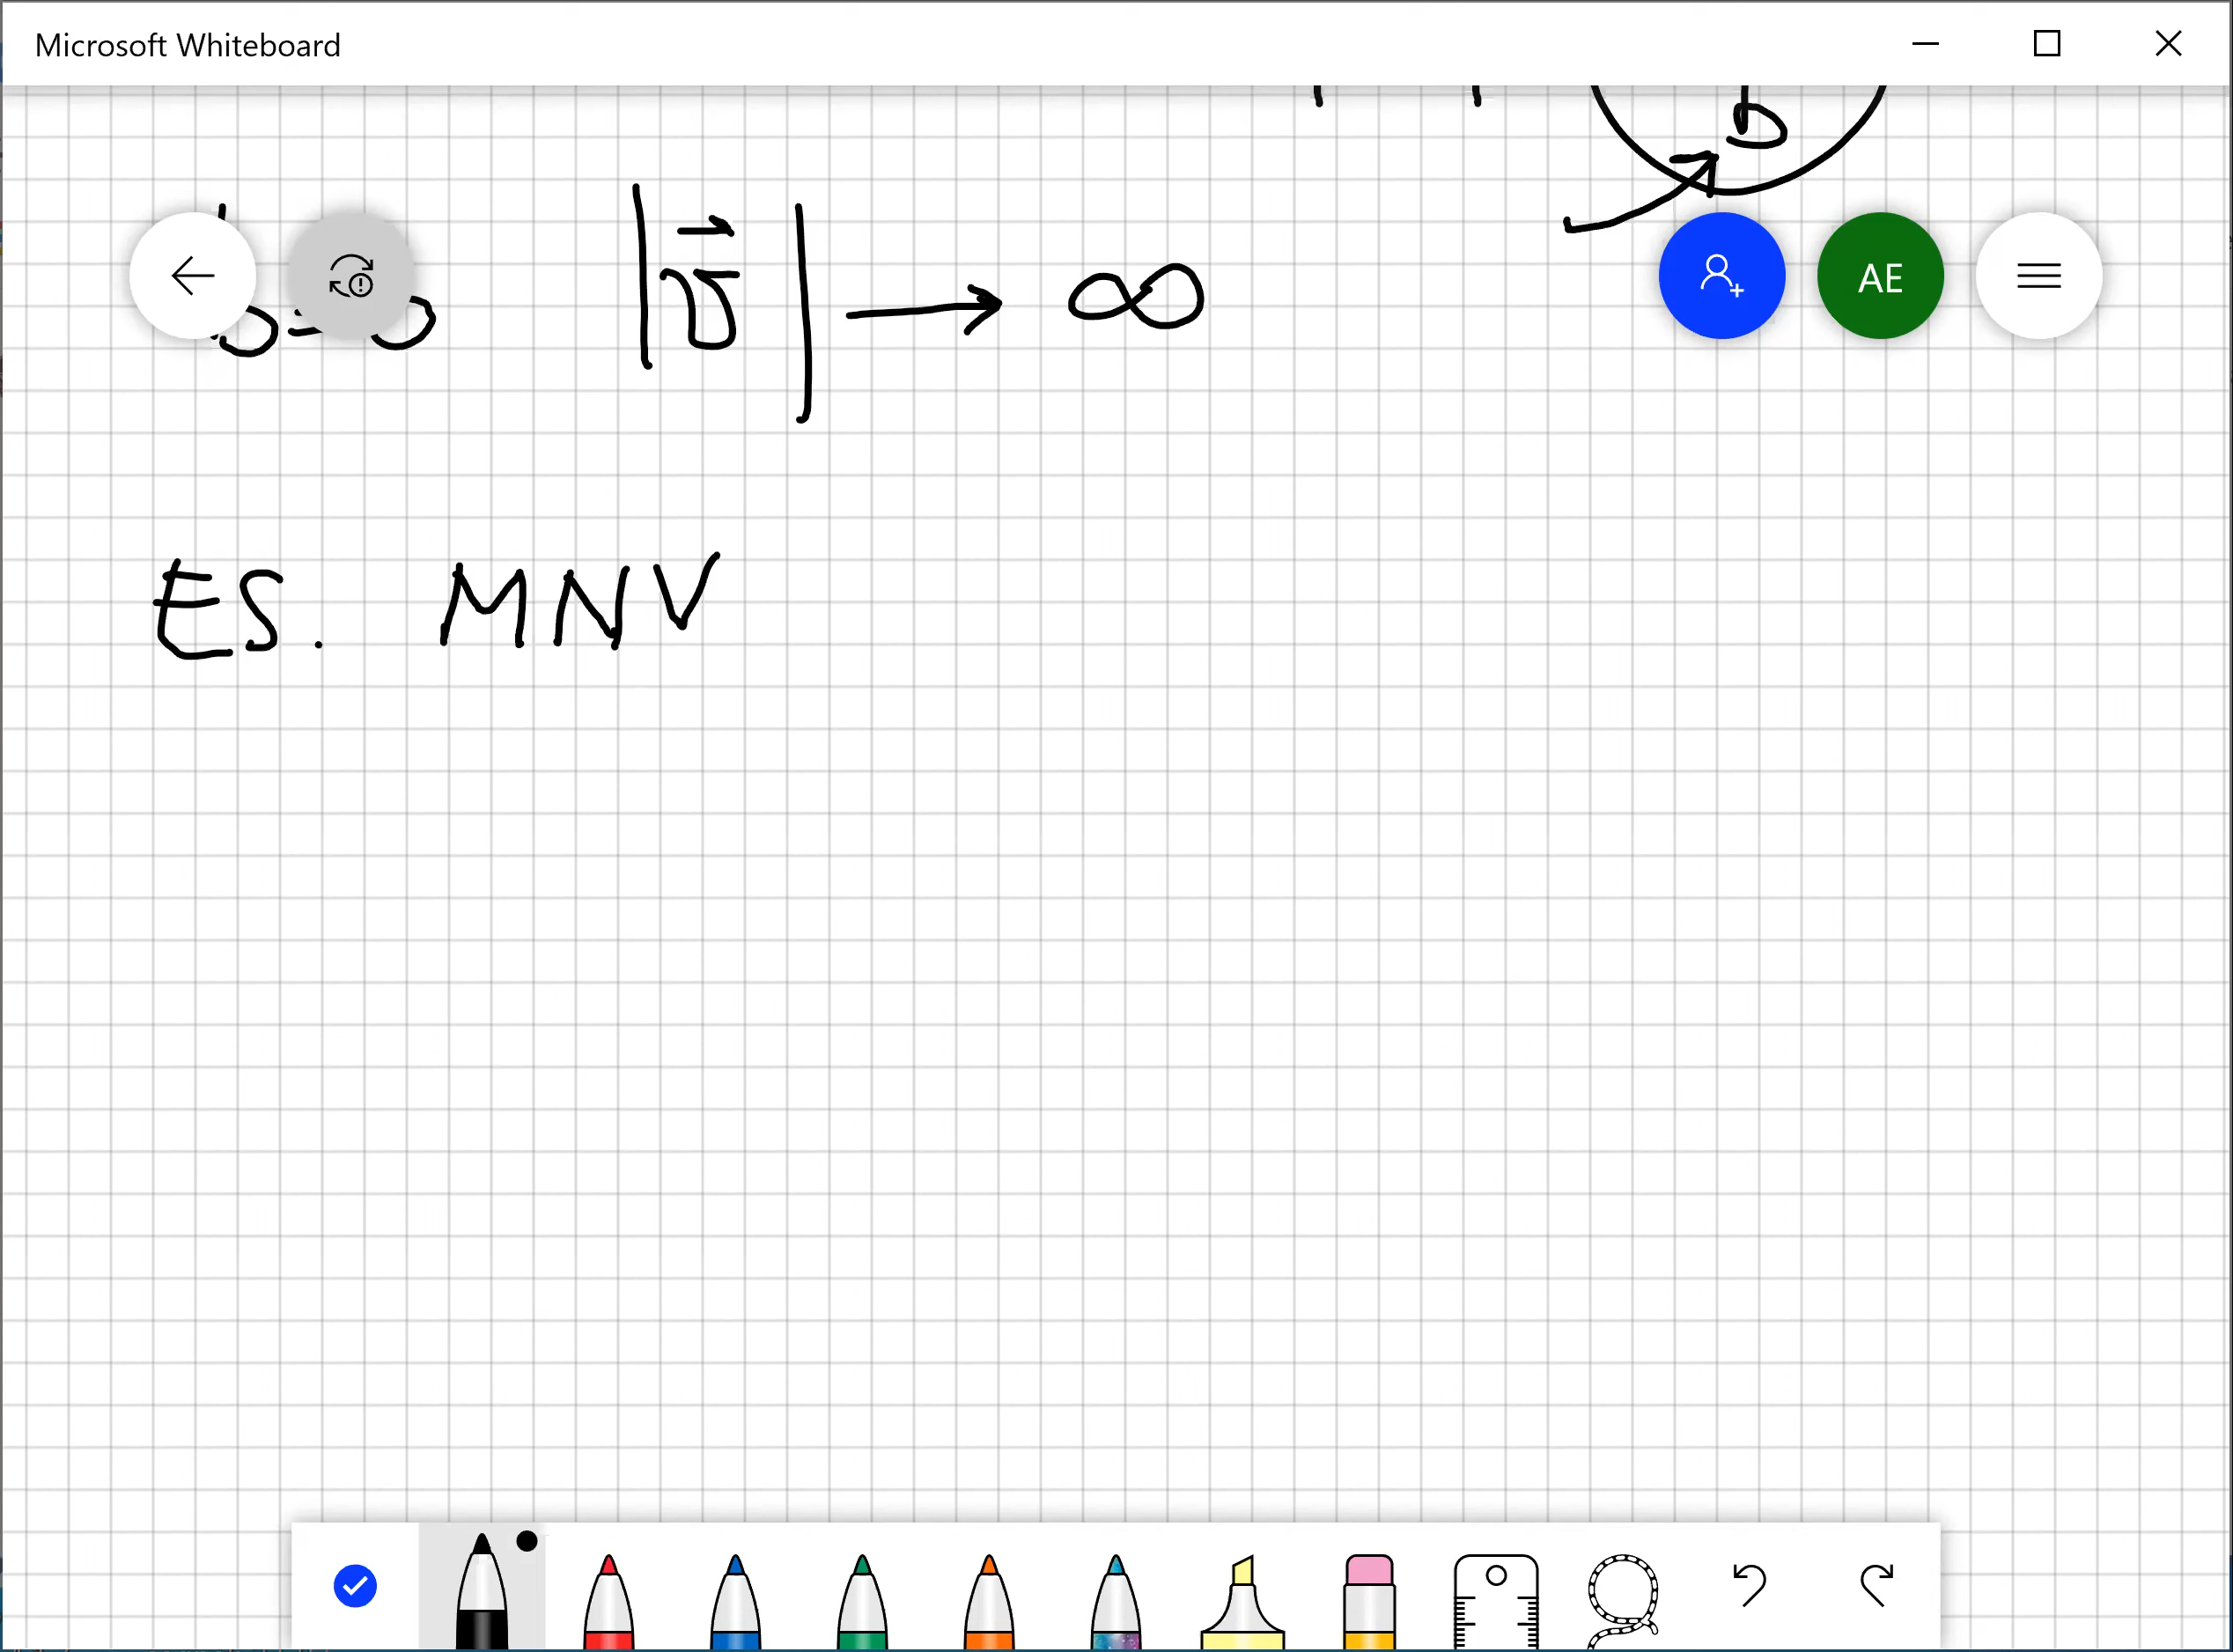 Microsoft Whiteboard
b
|v⃗| → ∞
AE
ES. MNV